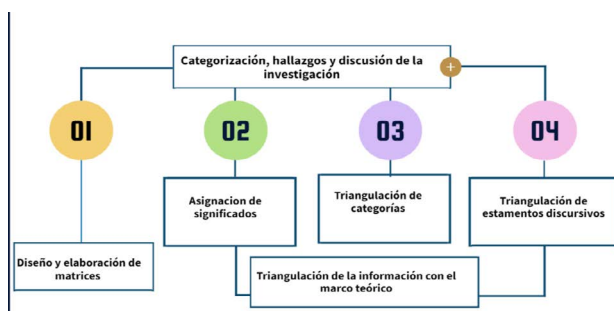 Categorización, hallazgos y discusión de la
investigación
+
01
02
03
04
Asignacion de
significados
Triangulación de
categorías
Triangulación de
estamentos discursivos
Diseño y elaboración de
matrices
Triangulación de la información con el
marco teórico